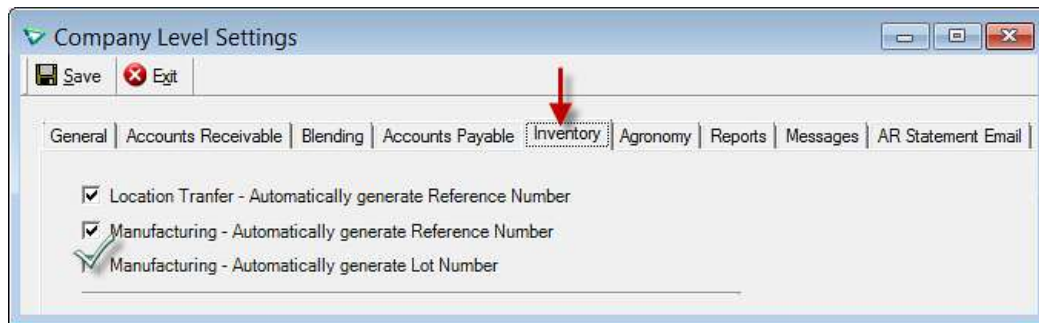 Company Level Settings
Save Exit
General Accounts Receivable Blending Accounts Payable Inventory Agronomy Reports Messages AR Statement Email
Location Tranfer - Automatically generate Reference Number
Manufacturing - Automatically generate Reference Number
Manufacturing - Automatically generate Lot Number